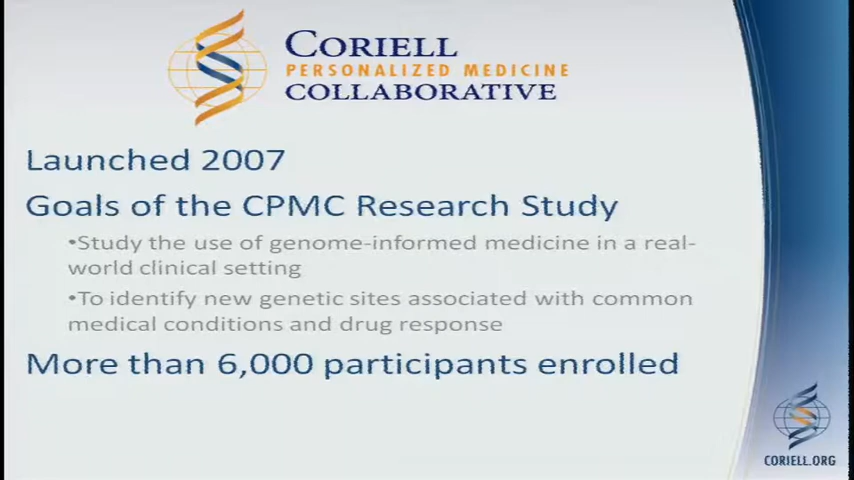 CORIELL
PERSONALIZED MEDICINE
COLLABORATIVE
Launched 2007
Goals of the CPMC Research Study
•Study the use of genome-informed medicine in a real-
world clinical setting
•To identify new genetic sites associated with common
medical conditions and drug response
More than 6,000 participants enrolled
CORIELL.ORG